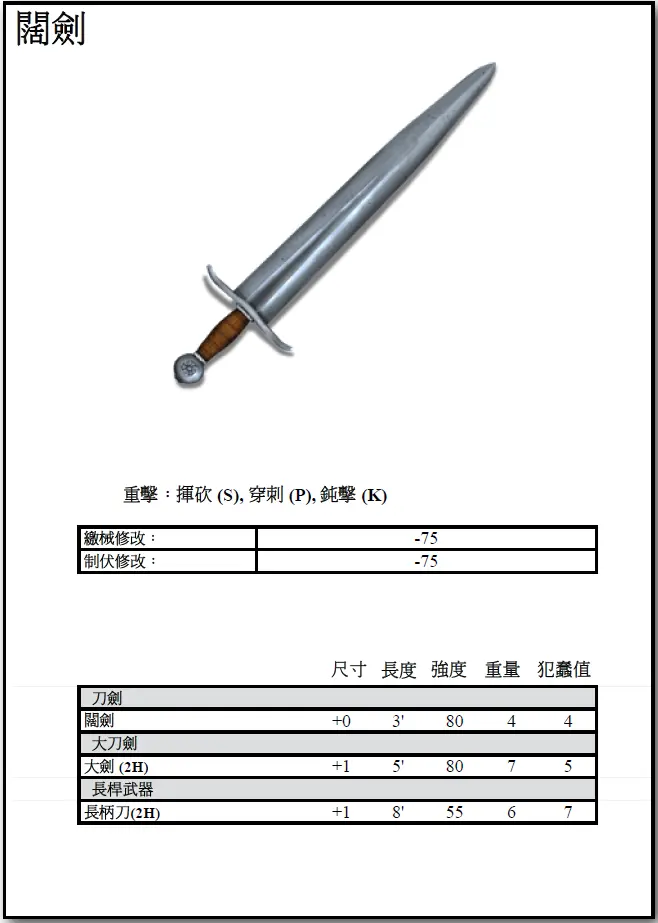 闊劍
重擊：揮砍 (S), 穿刺 (P), 鈍擊 (K)
繳械修改： -75
制伏修改： -75
尺寸 長度 強度 重量 犯蠢值
刀劍
闊劍 +0 3' 80 4 4
大刀劍
大劍 (2H) +1 5' 80 7 5
長桿武器
長柄刀(2H) +1 8' 55 6 7